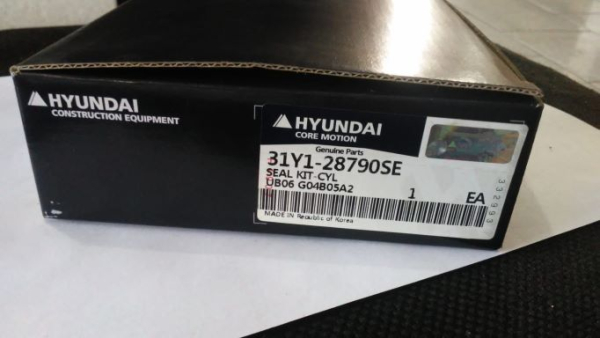 HYUNDAI
CONSTRUCTION EQUIPMENT
HYUNDAI
CORE MOTION
Genuine Parts
31Y1-28790SE
SEAL KIT-CYL
UB06 G04B05A2
1 EA
MADE IN Republic of Korea